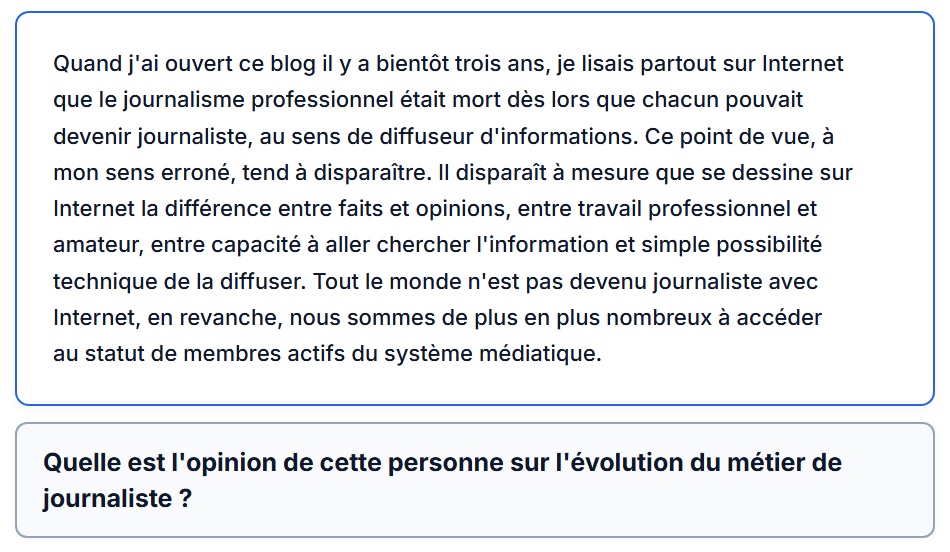 Quand j'ai ouvert ce blog il y a bientôt trois ans, je lisais partout sur Internet
que le journalisme professionnel était mort dès lors que chacun pouvait
devenir journaliste, au sens de diffuseur d'informations. Ce point de vue, à
mon sens erroné, tend à disparaître. Il disparaît à mesure que se dessine sur
Internet la différence entre faits et opinions, entre travail professionnel et
amateur, entre capacité à aller chercher l'information et simple possibilité
technique de la diffuser. Tout le monde n'est pas devenu journaliste avec
Internet, en revanche, nous sommes de plus en plus nombreux à accéder
au statut de membres actifs du système médiatique.
Quelle est l'opinion de cette personne sur l'évolution du métier de
journaliste ?